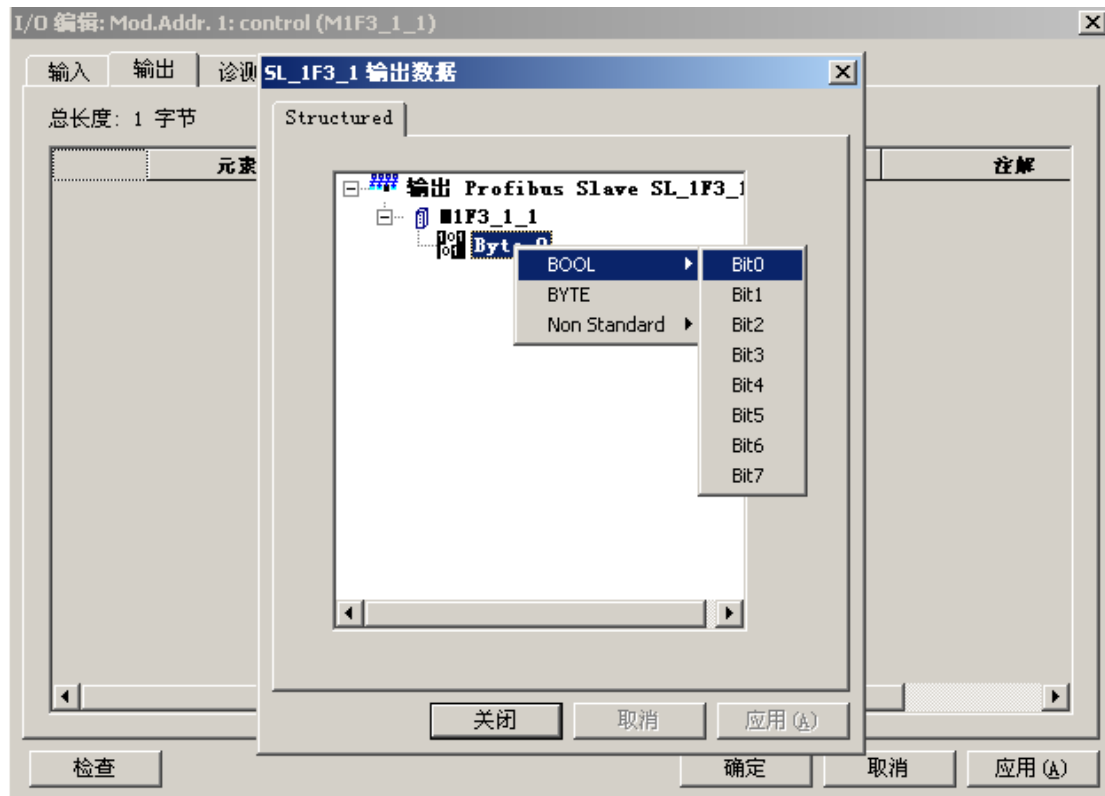 I/O 编辑: Mod.Addr. 1: control (M1F3_1_1)
输入 输出 诊测
总长度: 1 字节
元素
注解
SL_1F3_1 输出数据
Structured
输出 Profibus Slave SL_1F3_1
M1F3_1_1
Byte 0
BOOL
BYTE
Non Standard
Bit0
Bit1
Bit2
Bit3
Bit4
Bit5
Bit6
Bit7
关闭 取消 应用(A)
检查 确定 取消 应用(A)